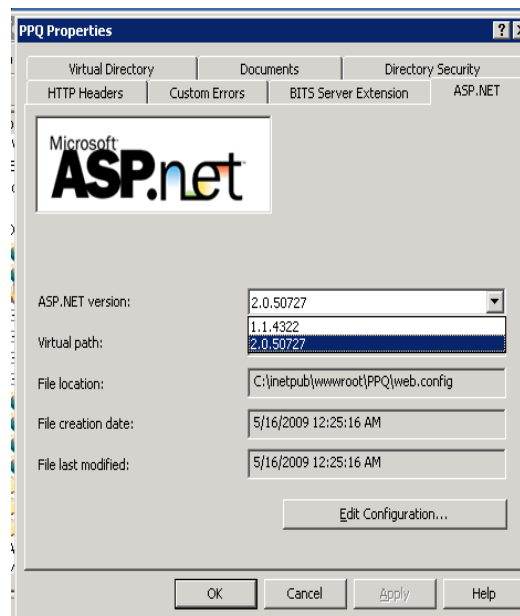 PPQ Properties
Virtual Directory Documents Directory Security
HTTP Headers Custom Errors BITS Server Extension ASP.NET
Microsoft
ASP.net
ASP.NET version: 2.0.50727
1.1.4322
Virtual path: 2.0.50727
File location: C:\inetpub\wwwroot\PPQ\web.config
File creation date: 5/16/2009 12:25:16 AM
File last modified: 5/16/2009 12:25:16 AM
Edit Configuration...
OK Cancel Apply Help